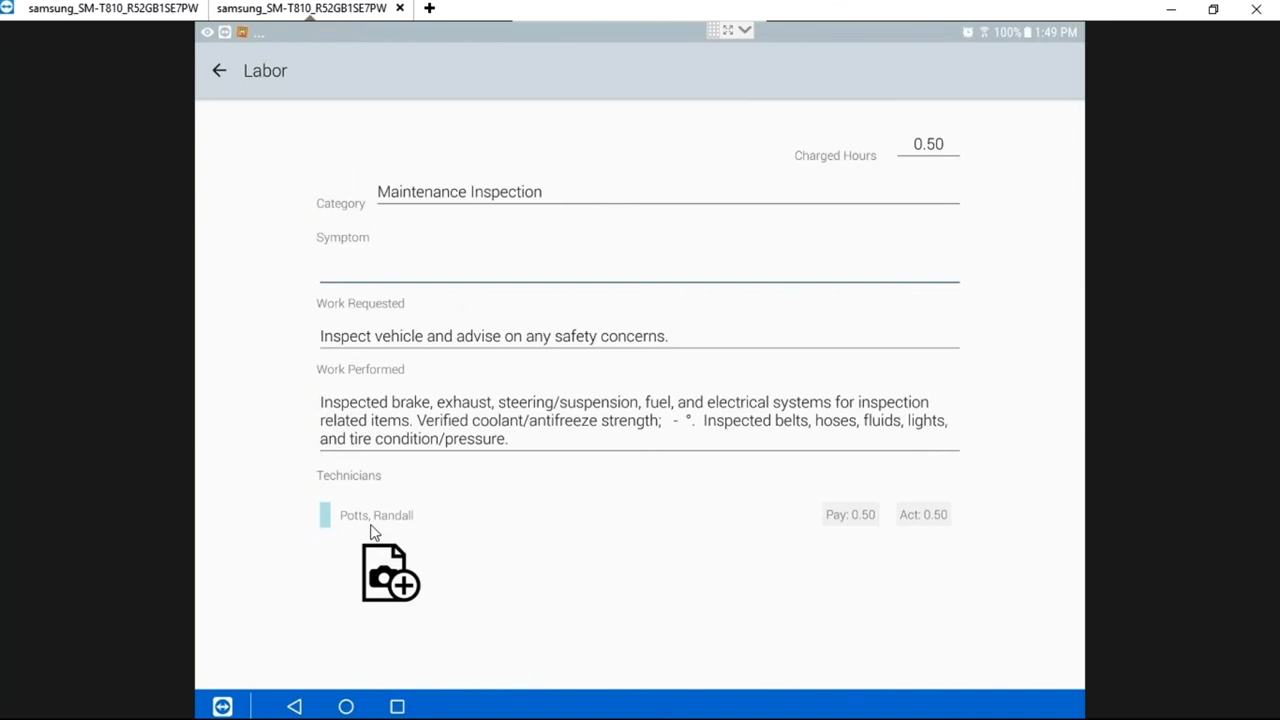 samsung_SM-T810_R52GB1SE7PW
samsung_SM-T810_R52GB1SE7PW
...
100% 1:49 PM
Labor
Charged Hours 0.50
Category Maintenance Inspection
Symptom
Work Requested
Inspect vehicle and advise on any safety concerns.
Work Performed
Inspected brake, exhaust, steering/suspension, fuel, and electrical systems for inspection
related items. Verified coolant/antifreeze strength;   -  °.  Inspected belts, hoses, fluids, lights,
and tire condition/pressure.
Technicians
Potts, Randall Pay: 0.50 Act: 0.50